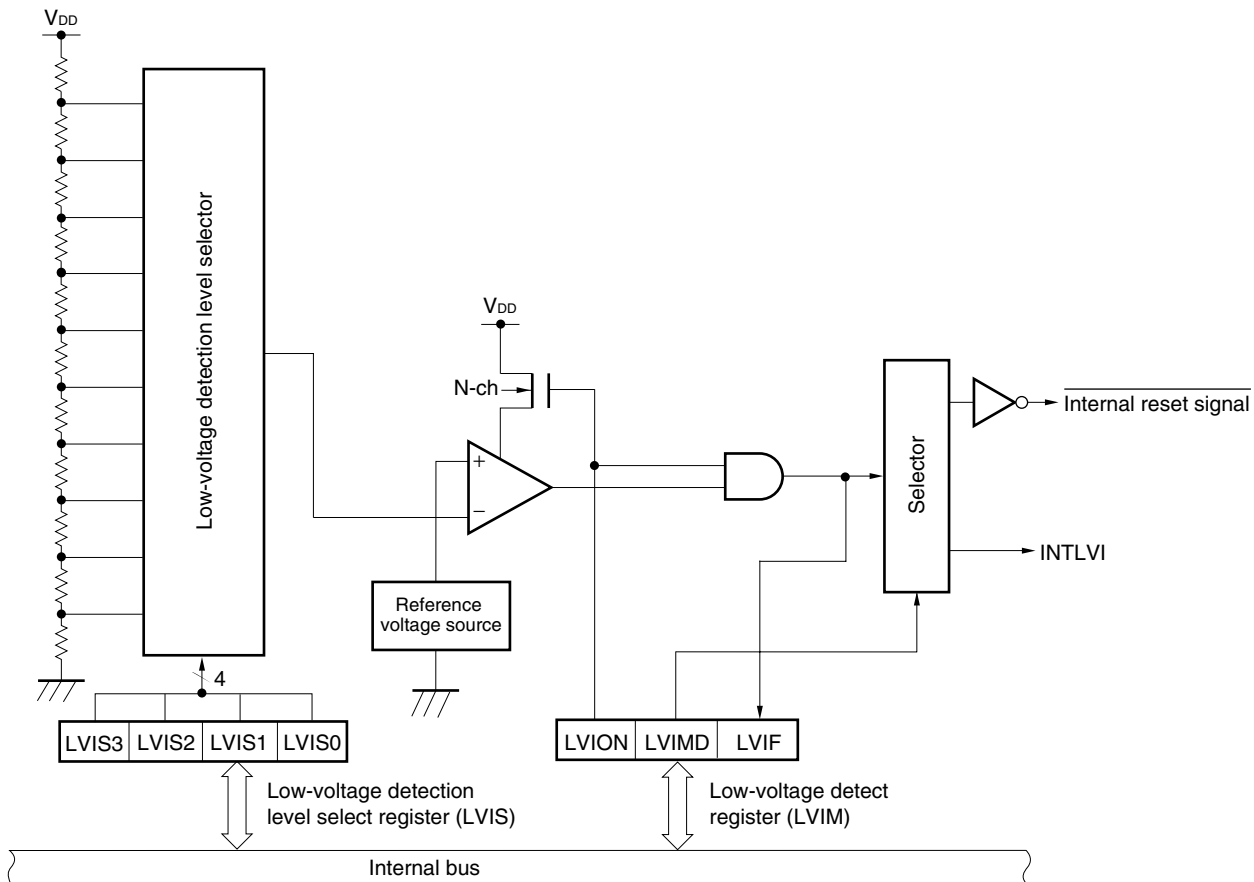 VDD
Low-voltage detection level selector
4
LVIS3 LVIS2 LVIS1 LVIS0
Low-voltage detection
level select register (LVIS)
VDD
N-ch
+
−
Reference
voltage source
Selector
Internal reset signal
INTLVI
LVION LVIMD LVIF
Low-voltage detect
register (LVIM)
Internal bus